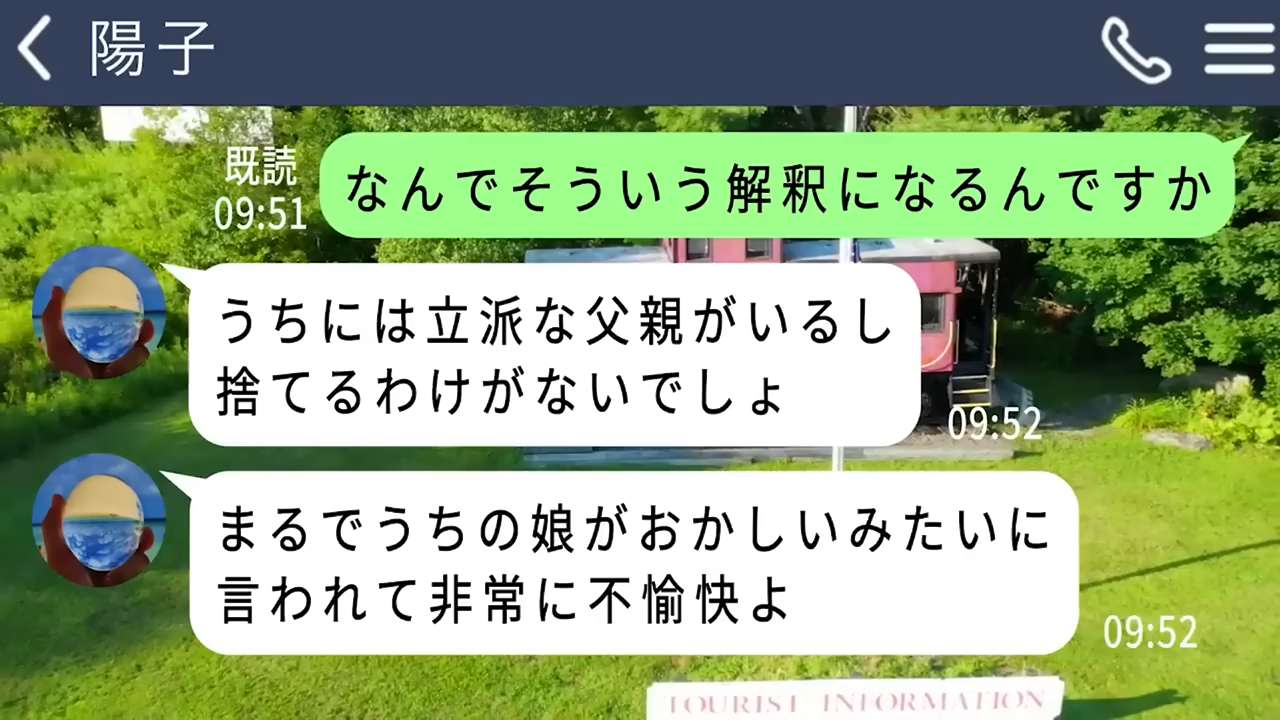 陽子
なんでそういう解釈になるんですか
既読
09:51
うちには立派な父親がいるし
捨てるわけがないでしょ
09:52
まるでうちの娘がおかしいみたいに
言われて非常に不愉快よ
09:52
TOURIST INFORMATION